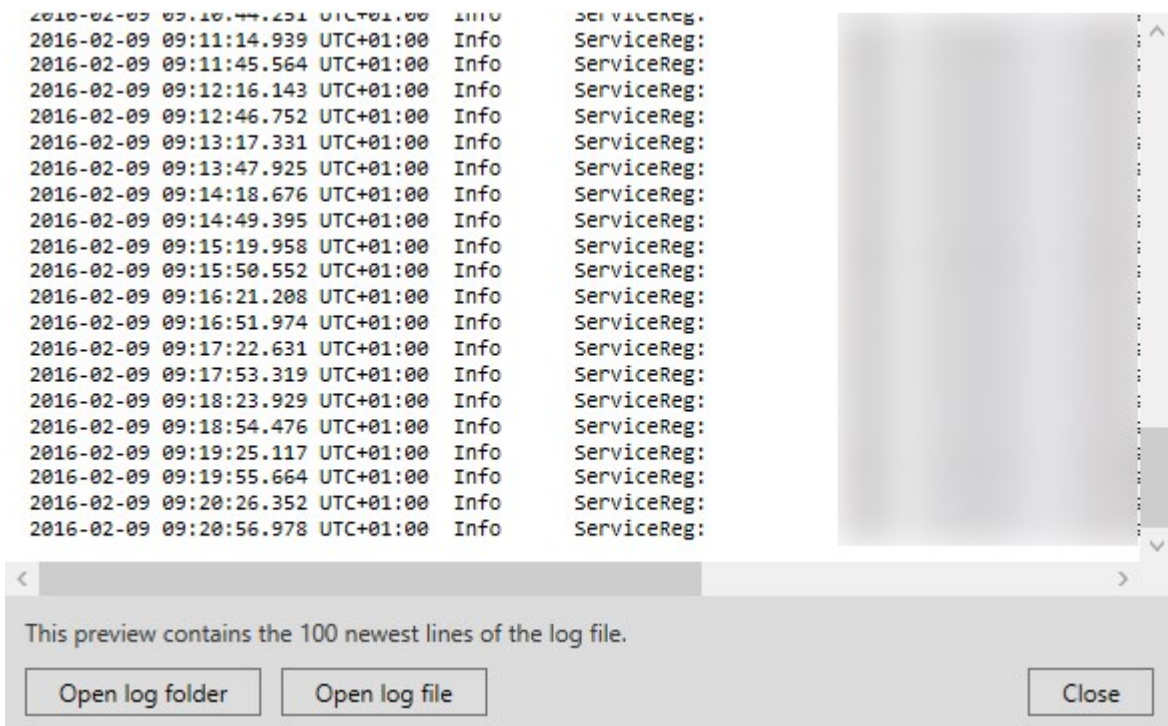 2016-02-09 09:10:44.251 UTC+01:00 Info ServiceReg:
2016-02-09 09:11:14.939 UTC+01:00 Info ServiceReg:
2016-02-09 09:11:45.564 UTC+01:00 Info ServiceReg:
2016-02-09 09:12:16.143 UTC+01:00 Info ServiceReg:
2016-02-09 09:12:46.752 UTC+01:00 Info ServiceReg:
2016-02-09 09:13:17.331 UTC+01:00 Info ServiceReg:
2016-02-09 09:13:47.925 UTC+01:00 Info ServiceReg:
2016-02-09 09:14:18.676 UTC+01:00 Info ServiceReg:
2016-02-09 09:14:49.395 UTC+01:00 Info ServiceReg:
2016-02-09 09:15:19.958 UTC+01:00 Info ServiceReg:
2016-02-09 09:15:50.552 UTC+01:00 Info ServiceReg:
2016-02-09 09:16:21.208 UTC+01:00 Info ServiceReg:
2016-02-09 09:16:51.974 UTC+01:00 Info ServiceReg:
2016-02-09 09:17:22.631 UTC+01:00 Info ServiceReg:
2016-02-09 09:17:53.319 UTC+01:00 Info ServiceReg:
2016-02-09 09:18:23.929 UTC+01:00 Info ServiceReg:
2016-02-09 09:18:54.476 UTC+01:00 Info ServiceReg:
2016-02-09 09:19:25.117 UTC+01:00 Info ServiceReg:
2016-02-09 09:19:55.664 UTC+01:00 Info ServiceReg:
2016-02-09 09:20:26.352 UTC+01:00 Info ServiceReg:
2016-02-09 09:20:56.978 UTC+01:00 Info ServiceReg:
This preview contains the 100 newest lines of the log file.
Open log folder
Open log file
Close